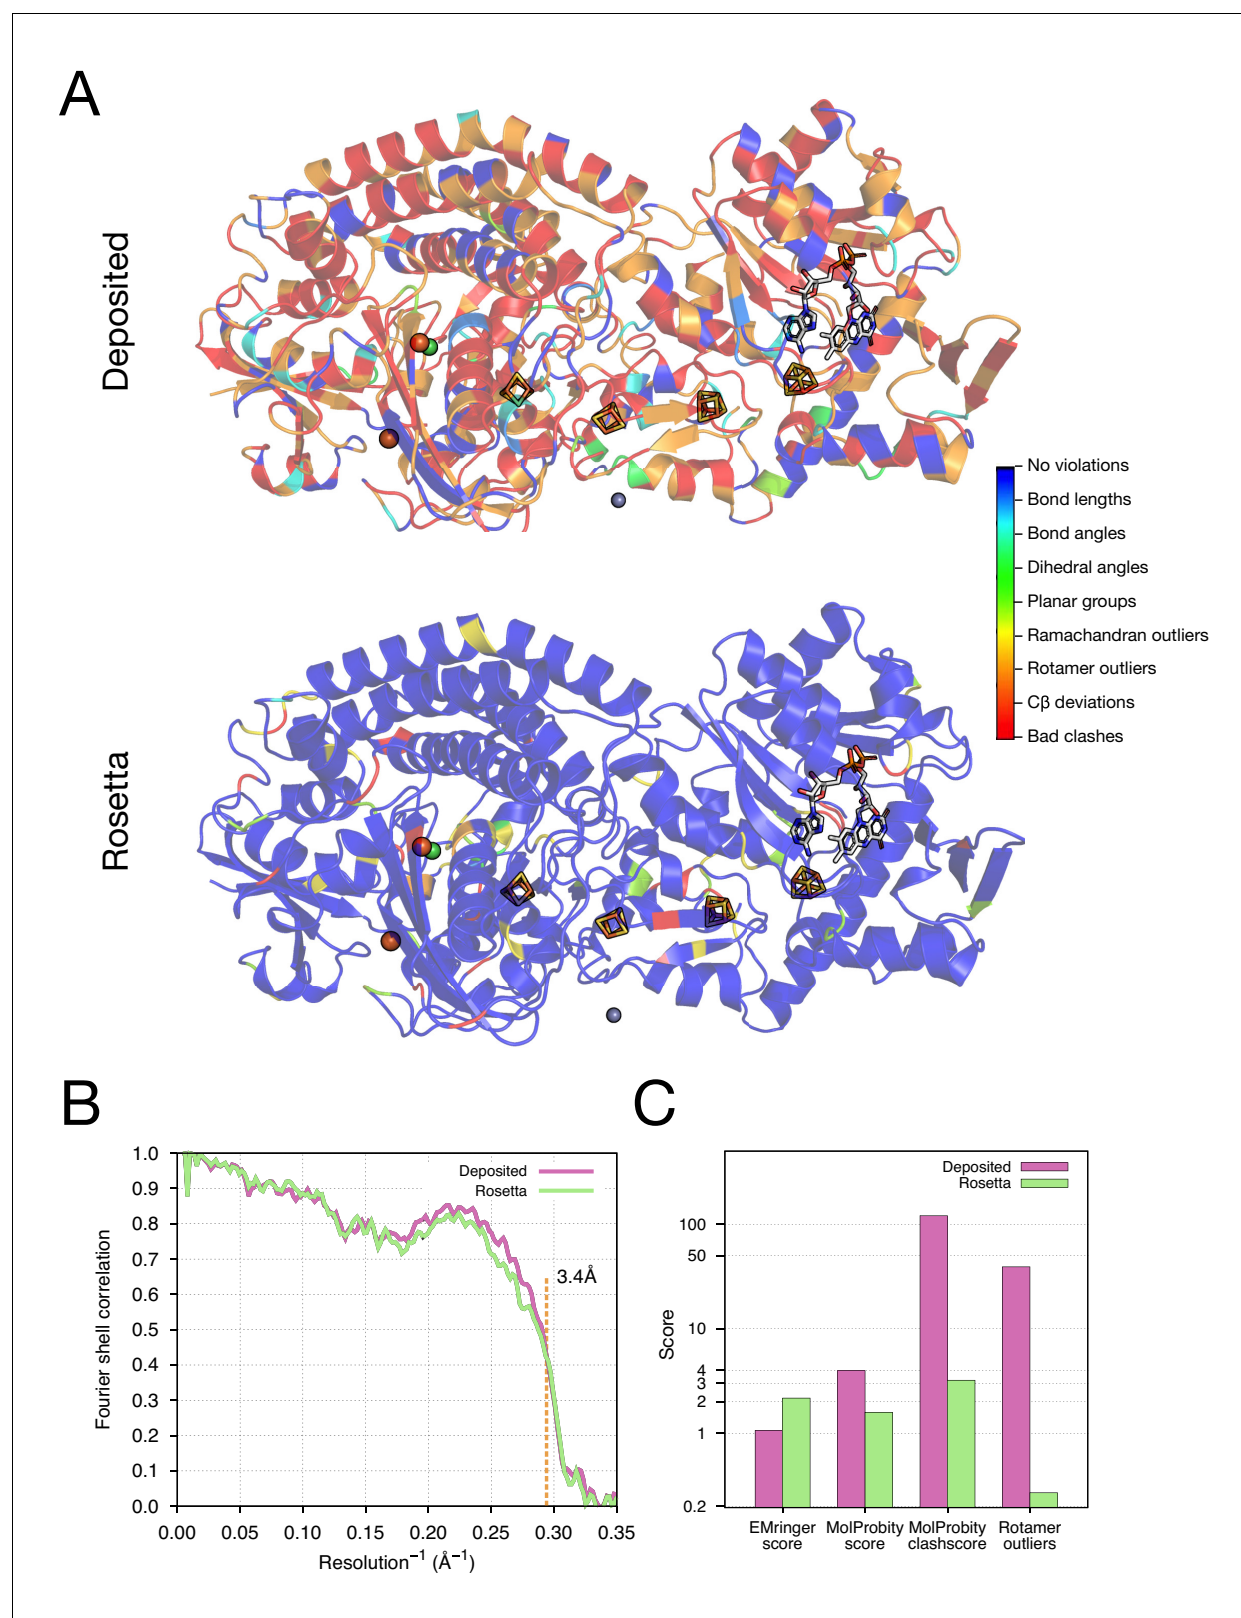 A
Deposited
No violations
Bond lengths
Bond angles
Dihedral angles
Planar groups
Ramachandran outliers
Rotamer outliers
Cβ deviations
Bad clashes
Rosetta
B
1.0
0.9
0.8
0.7
0.6
0.5
0.4
0.3
0.2
0.1
0.0
Fourier shell correlation
Deposited
Rosetta
3.4Å
0.00 0.05 0.10 0.15 0.20 0.25 0.30 0.35
Resolution⁻¹ (Å⁻¹)
C
Deposited
Rosetta
100
50
10
4
3
2
1
0.2
Score
EMringer
score
MolProbity
score
MolProbity
clashscore
Rotamer
outliers